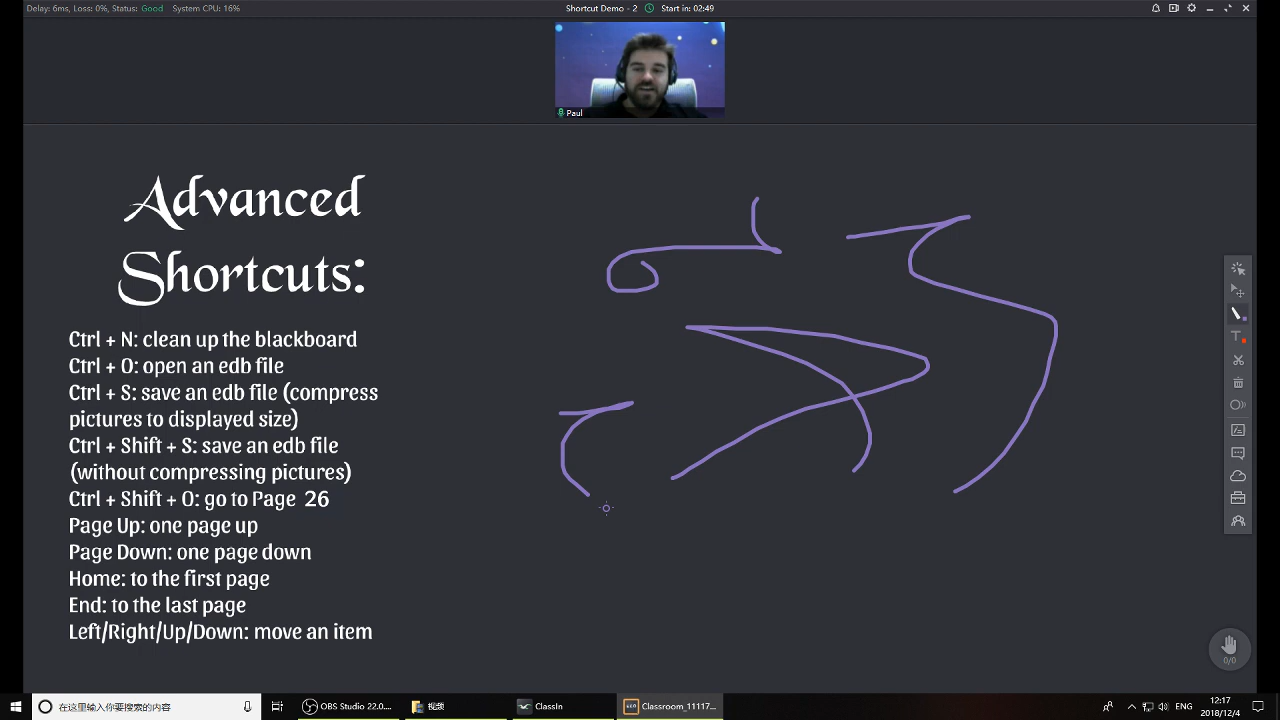 Delay: 6ms, Loss: 0%, Status: Good System CPU: 16%
Shortcut Demo - 2 Start in: 02:49
Paul
Advanced
Shortcuts:
Ctrl + N: clean up the blackboard
Ctrl + O: open an edb file
Ctrl + S: save an edb file (compress
pictures to displayed size)
Ctrl + Shift + S: save an edb file
(without compressing pictures)
Ctrl + Shift + O: go to Page 26
Page Up: one page up
Page Down: one page down
Home: to the first page
End: to the last page
Left/Right/Up/Down: move an item
0/0
在这里输入你要搜索的内容
OBS Studio 22.0....
视频
ClassIn
Classroom_11117...
ENG
12:17
2018/12/4